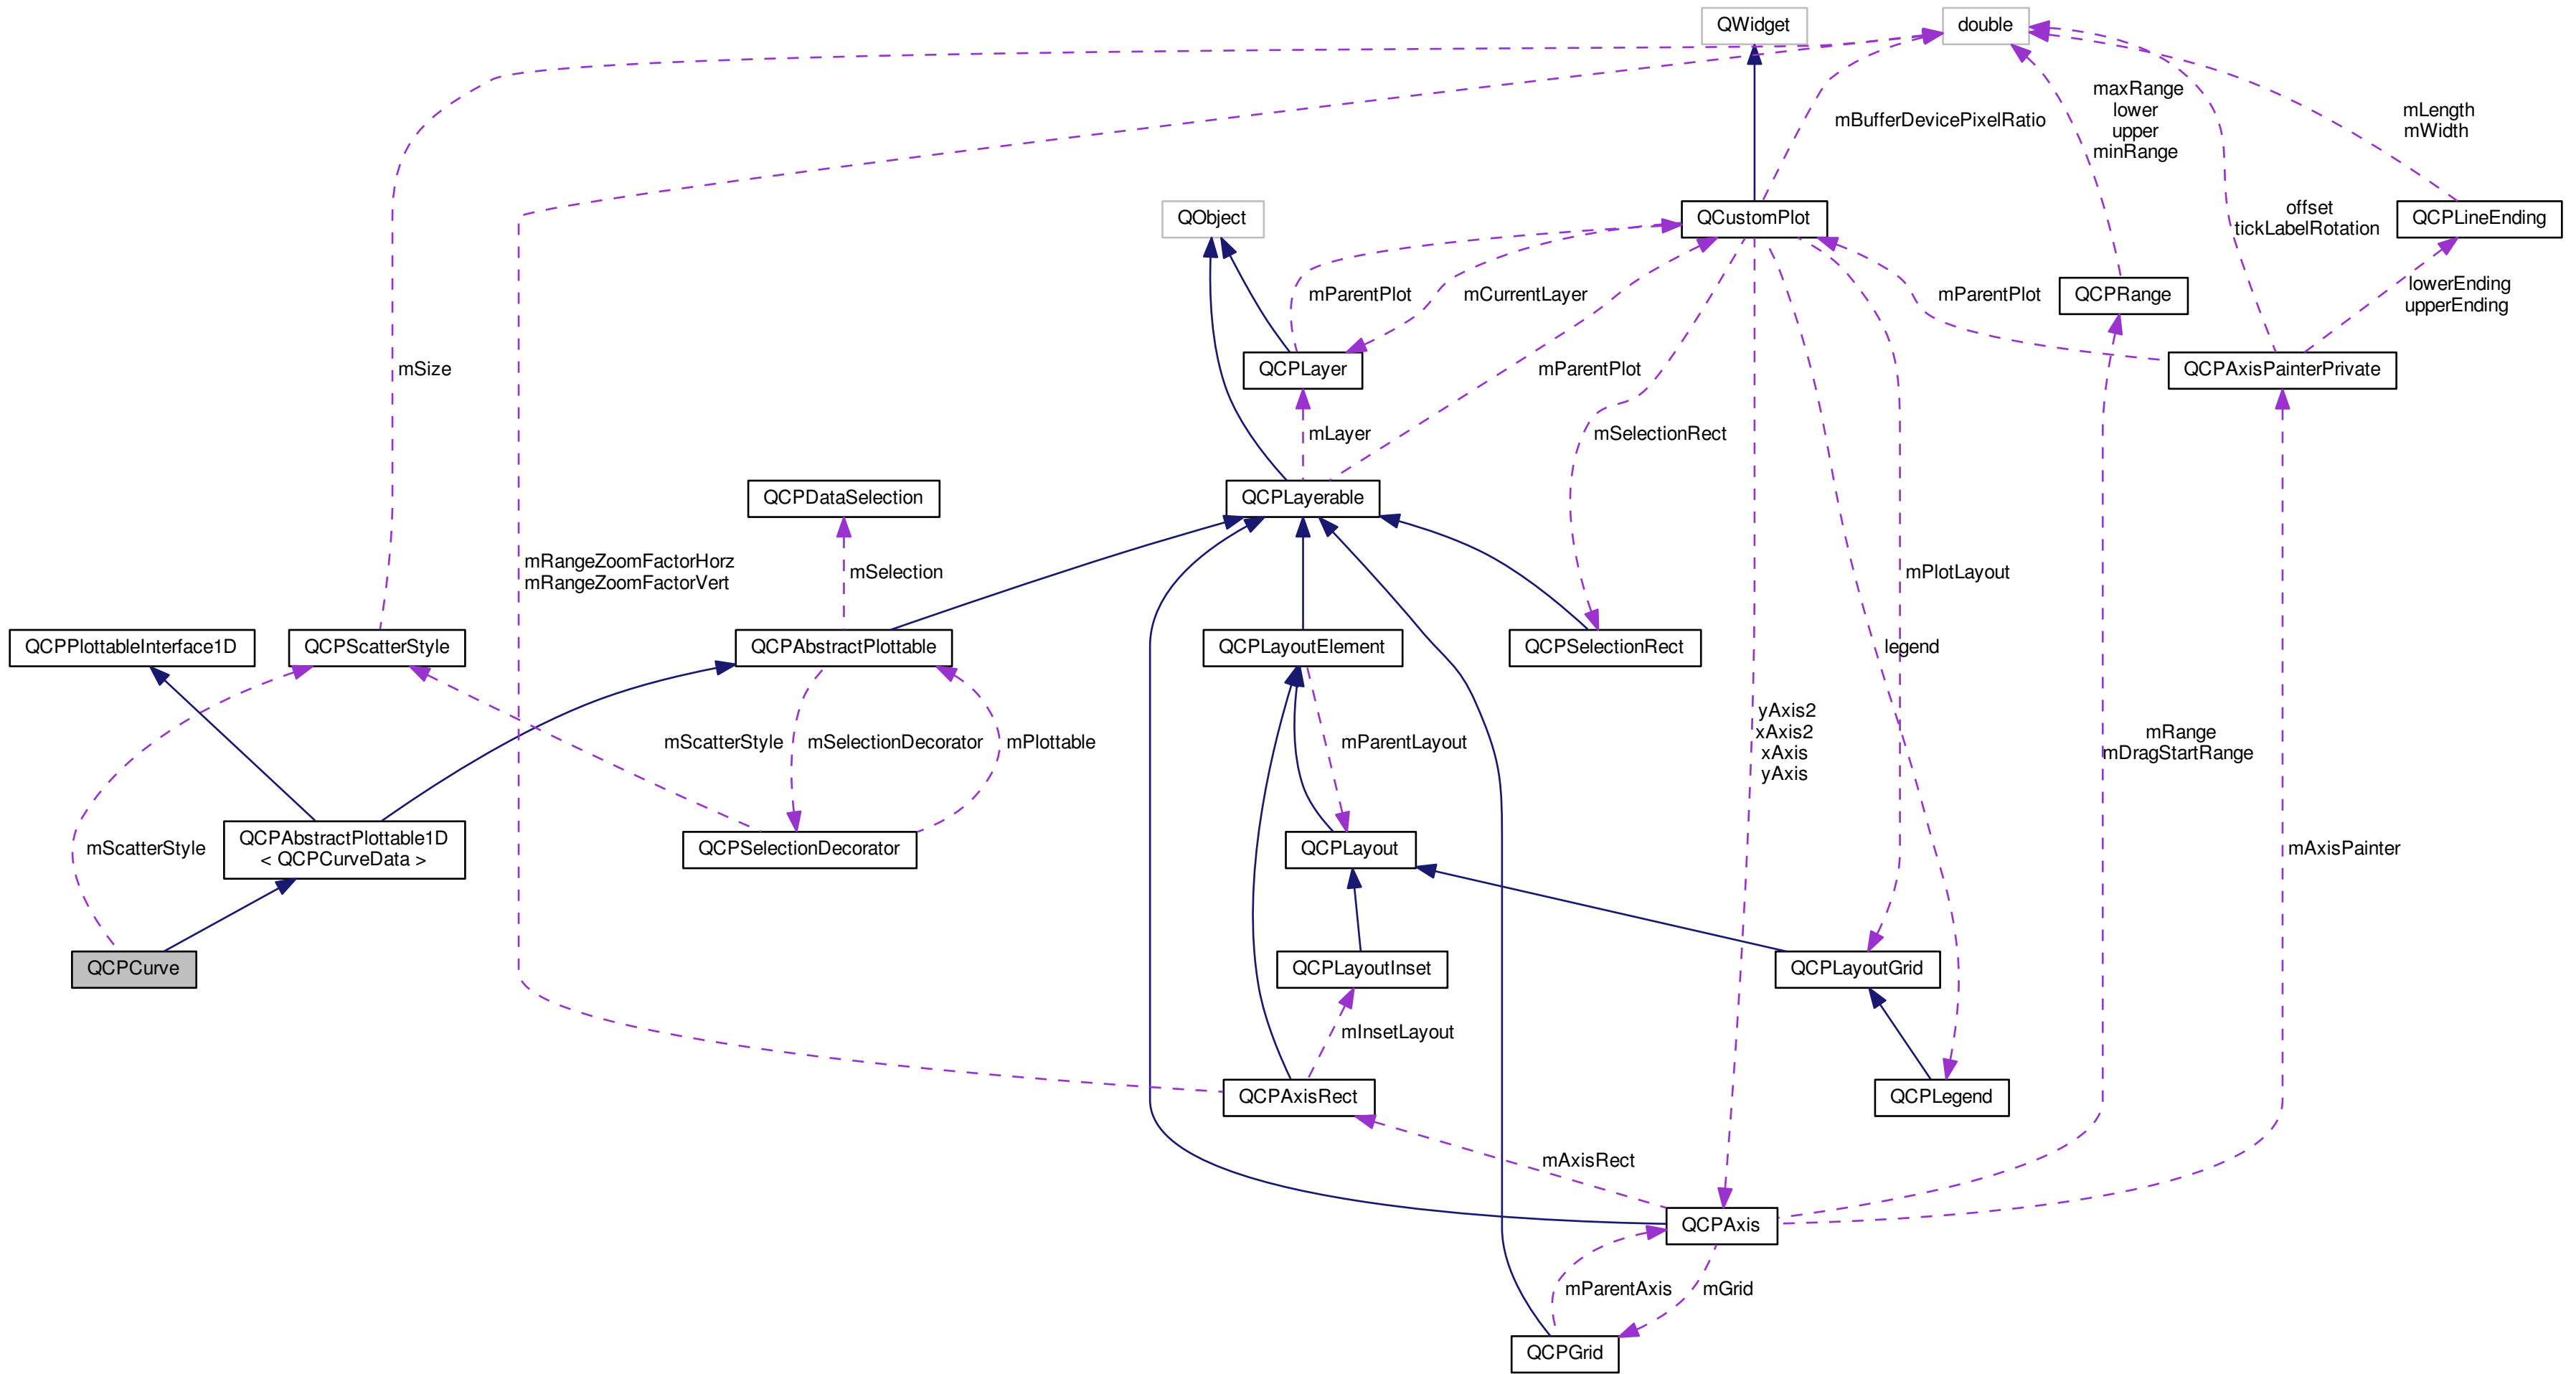 QWidget
double
maxRange
lower
upper
minRange
mLength
mWidth
mBufferDevicePixelRatio
QObject
QCustomPlot
offset
tickLabelRotation
QCPLineEnding
mParentPlot
mCurrentLayer
mParentPlot
QCPRange
lowerEnding
upperEnding
mSize
QCPLayer
mParentPlot
QCPAxisPainterPrivate
mLayer
mSelectionRect
QCPDataSelection
QCPLayerable
mRangeZoomFactorHorz
mRangeZoomFactorVert
mSelection
mPlotLayout
QCPPlottableInterface1D
QCPScatterStyle
QCPAbstractPlottable
QCPLayoutElement
QCPSelectionRect
legend
mScatterStyle
mSelectionDecorator
mPlottable
mParentLayout
yAxis2
xAxis2
xAxis
yAxis
mRange
mDragStartRange
mScatterStyle
QCPAbstractPlottable1D
< QCPCurveData >
QCPSelectionDecorator
QCPLayout
mAxisPainter
QCPCurve
QCPLayoutInset
QCPLayoutGrid
mInsetLayout
QCPAxisRect
QCPLegend
mAxisRect
QCPAxis
mParentAxis
mGrid
QCPGrid